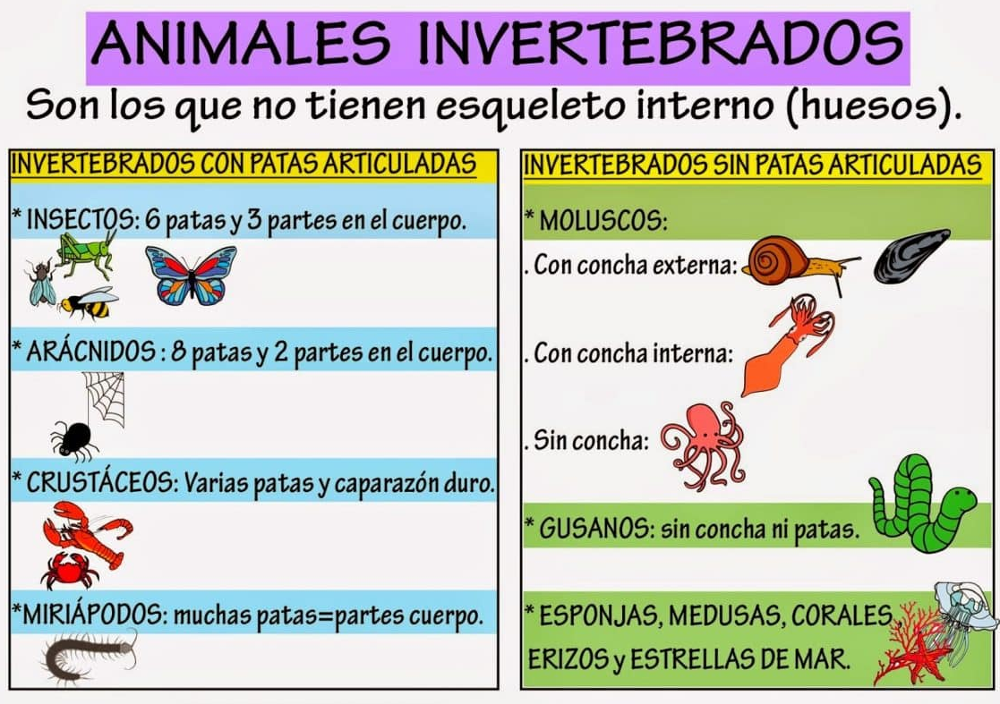 ANIMALES INVERTEBRADOS
Son los que no tienen esqueleto interno (huesos).
INVERTEBRADOS CON PATAS ARTICULADAS
* INSECTOS: 6 patas y 3 partes en el cuerpo.
* ARÁCNIDOS : 8 patas y 2 partes en el cuerpo.
* CRUSTÁCEOS: Varias patas y caparazón duro.
*MIRIÁPODOS: muchas patas=partes cuerpo.
INVERTEBRADOS SIN PATAS ARTICULADAS
* MOLUSCOS:
. Con concha externa:
. Con concha interna:
. Sin concha:
* GUSANOS: sin concha ni patas.
* ESPONJAS, MEDUSAS, CORALES,
ERIZOS y ESTRELLAS DE MAR.